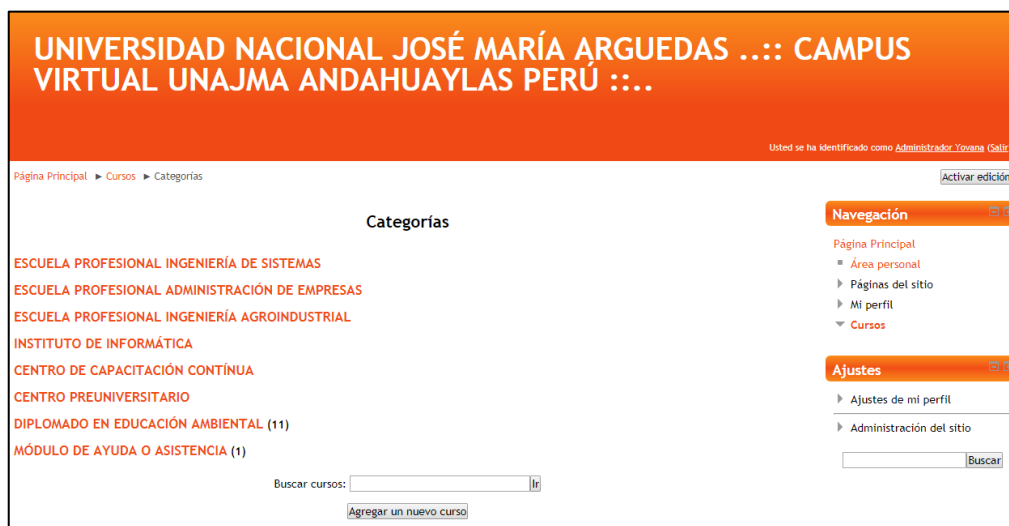 UNIVERSIDAD NACIONAL JOSÉ MARÍA ARGUEDAS ..:: CAMPUS
VIRTUAL UNAJMA ANDAHUAYLAS PERÚ ::..
Usted se ha identificado como Administrador Yovana (Salir
Página Principal ► Cursos ► Categorías
Activar edición
Categorías
ESCUELA PROFESIONAL INGENIERÍA DE SISTEMAS
ESCUELA PROFESIONAL ADMINISTRACIÓN DE EMPRESAS
ESCUELA PROFESIONAL INGENIERÍA AGROINDUSTRIAL
INSTITUTO DE INFORMÁTICA
CENTRO DE CAPACITACIÓN CONTÍNUA
CENTRO PREUNIVERSITARIO
DIPLOMADO EN EDUCACIÓN AMBIENTAL (11)
MÓDULO DE AYUDA O ASISTENCIA (1)
Buscar cursos:
Ir
Agregar un nuevo curso
Navegación
Página Principal
Área personal
Páginas del sitio
Mi perfil
Cursos
Ajustes
Ajustes de mi perfil
Administración del sitio
Buscar